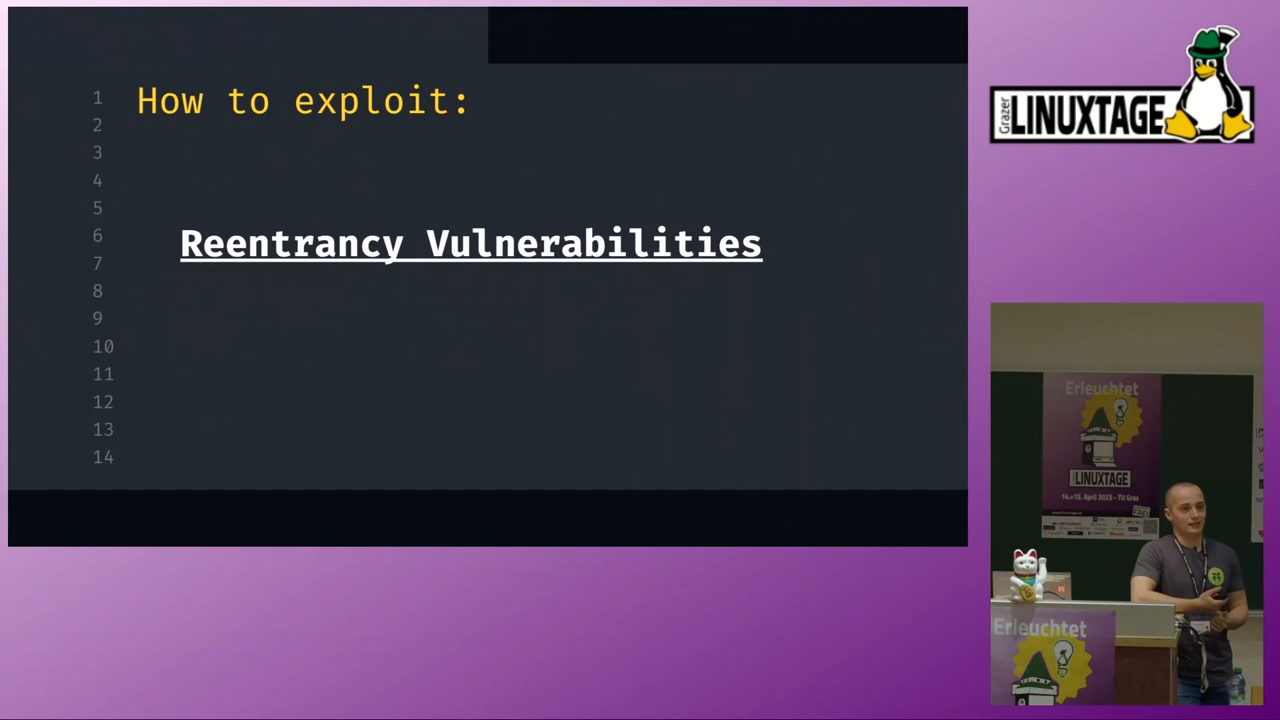 1 How to exploit:
2
3
4
5
6 Reentrancy Vulnerabilities
7
8
9
10
11
12
13
14
Grazer
LINUXTAGE
Erleuchtet
LINUXTAGE
14.+15. April 2023 - TU Graz
Erleuchtet